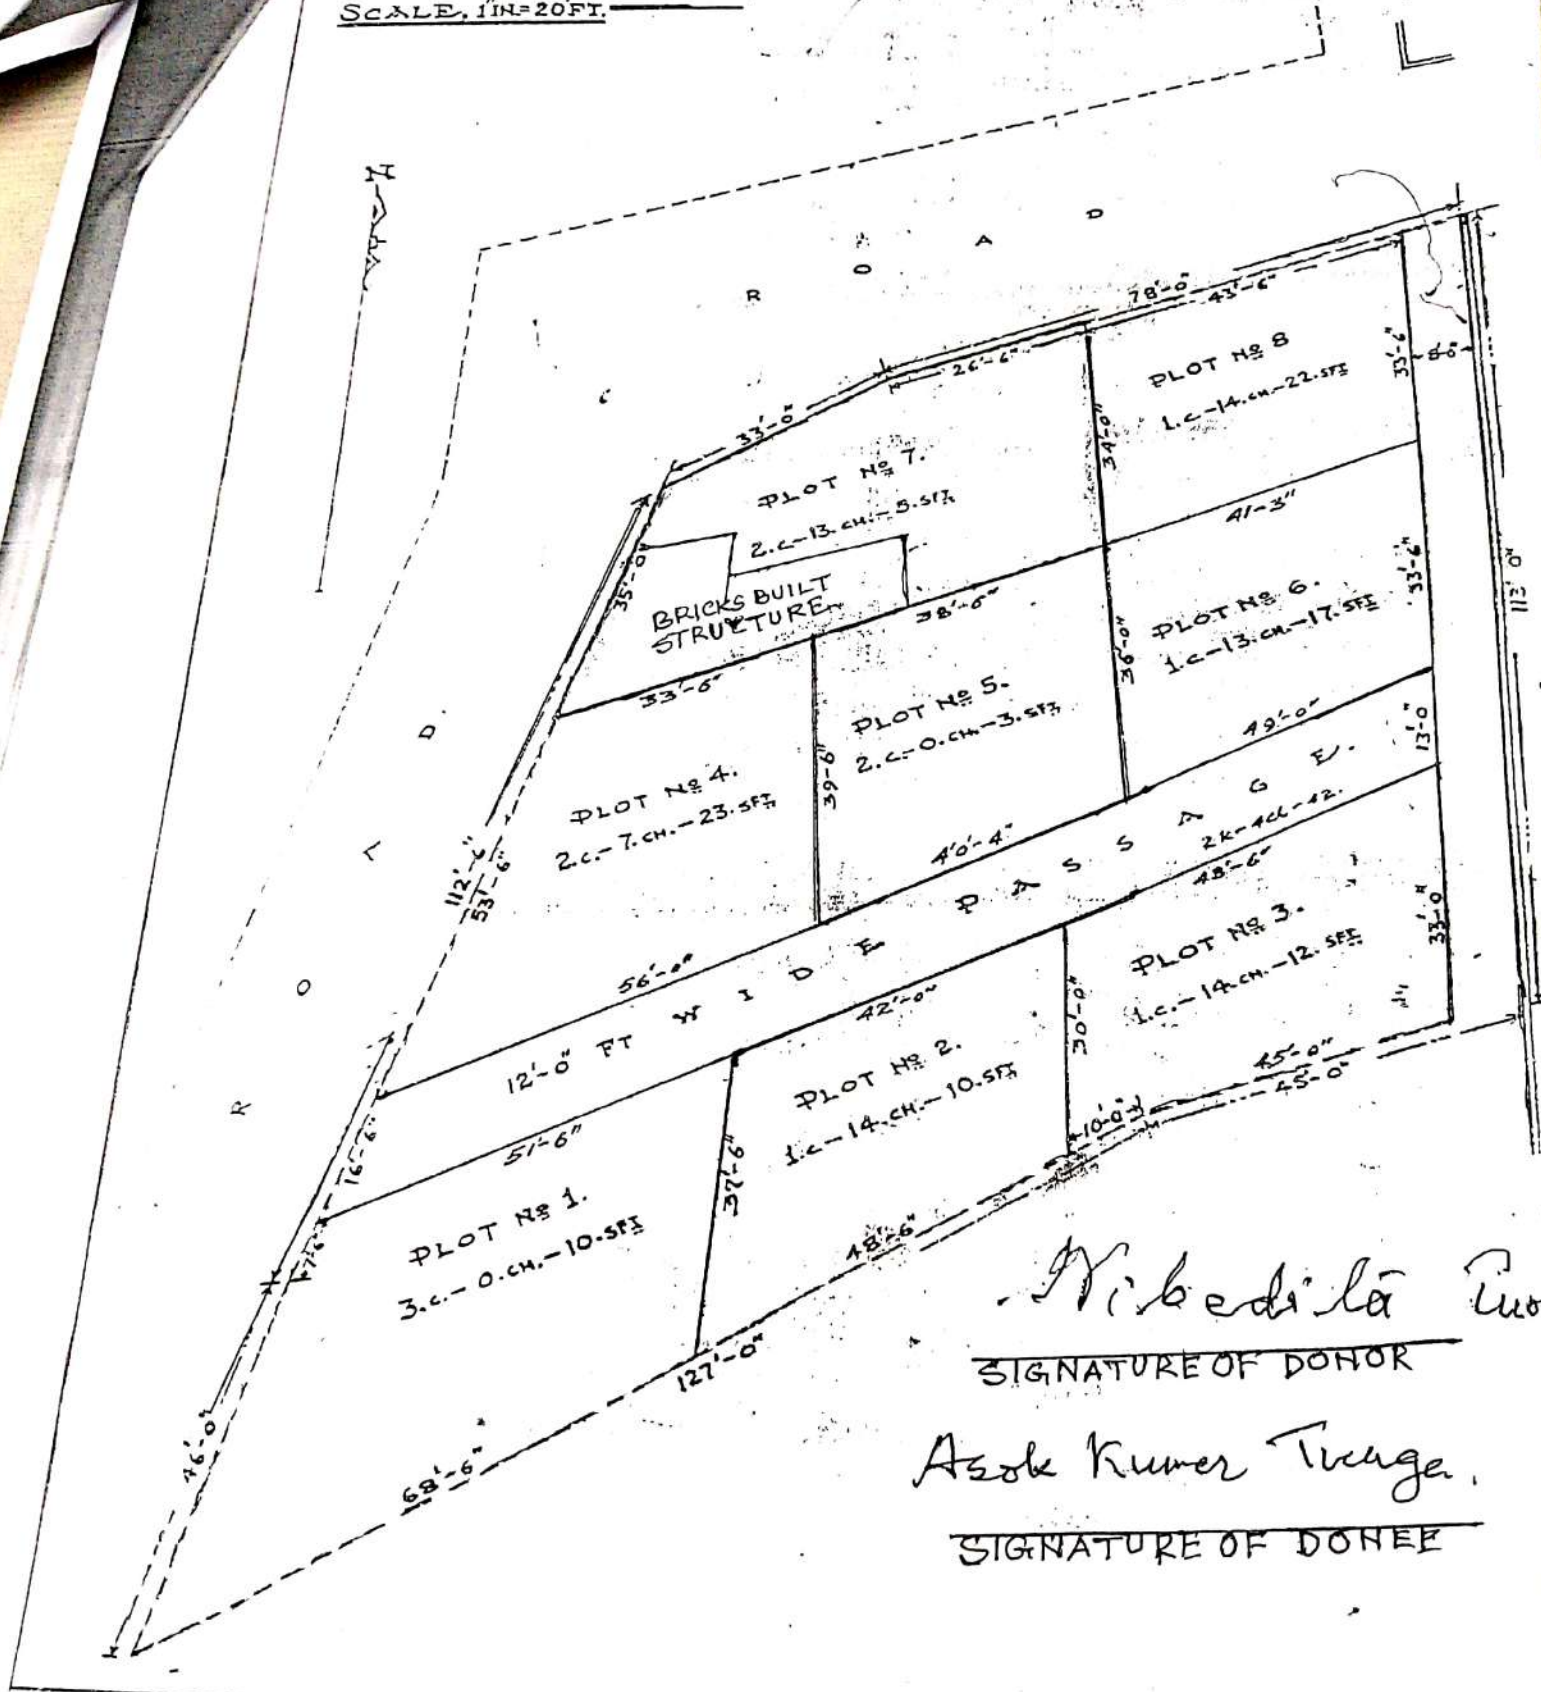 SCALE. 1IN=20FT.
N
R O A D
78'-0"
43'-6"
26'-6"
33'-0"
PLOT Nº 8
1.c-14.cH-22.SFT
33'-6"
8'-0"
34'-0"
PLOT Nº 7.
2.c-13.cH.-5.SFT
41'-3"
35'-0"
BRICKS BUILT
STRUCTURE
38'-6"
33'-6"
PLOT Nº 6.
1.c-13.cH.-17.SFT
33'-6"
113'-0"
36'-0"
PLOT Nº 5.
2.c.-0.cH.-3.SFT
49'-0"
13'-0"
39'-6"
PLOT Nº 4.
2.c.-7.cH.-23.SFT
40'-4"
112'-6"
53'-6"
56'-0"
12'-0" FT WIDE PASSAGE.
2K-4cH-42.
48'-6"
R O A D.
PLOT Nº 3.
1.c.-14.cH.-12.SFT
33'-0"
42'-0"
30'-0"
PLOT Nº 2.
1.c-14.cH.-10.SFT
45'-0"
45'-0"
10'-0"
51'-6"
16'-6"
37'-6"
PLOT Nº 1.
3.c.-0.cH.-10.SFT
7'-6"
48'-6"
127'-0"
46'-0"
68'-6"
Nibedita
SIGNATURE OF DONOR
Asok Kumar
SIGNATURE OF DONEE